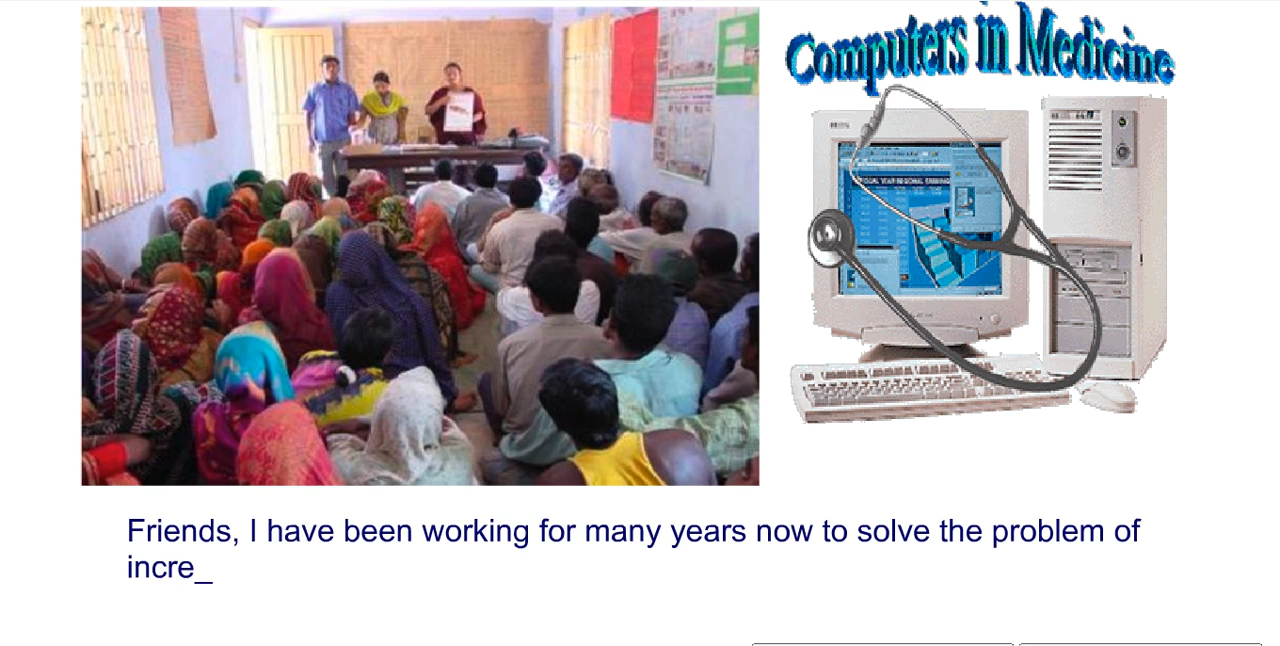 Computers in Medicine
Friends, I have been working for many years now to solve the problem of
incre_